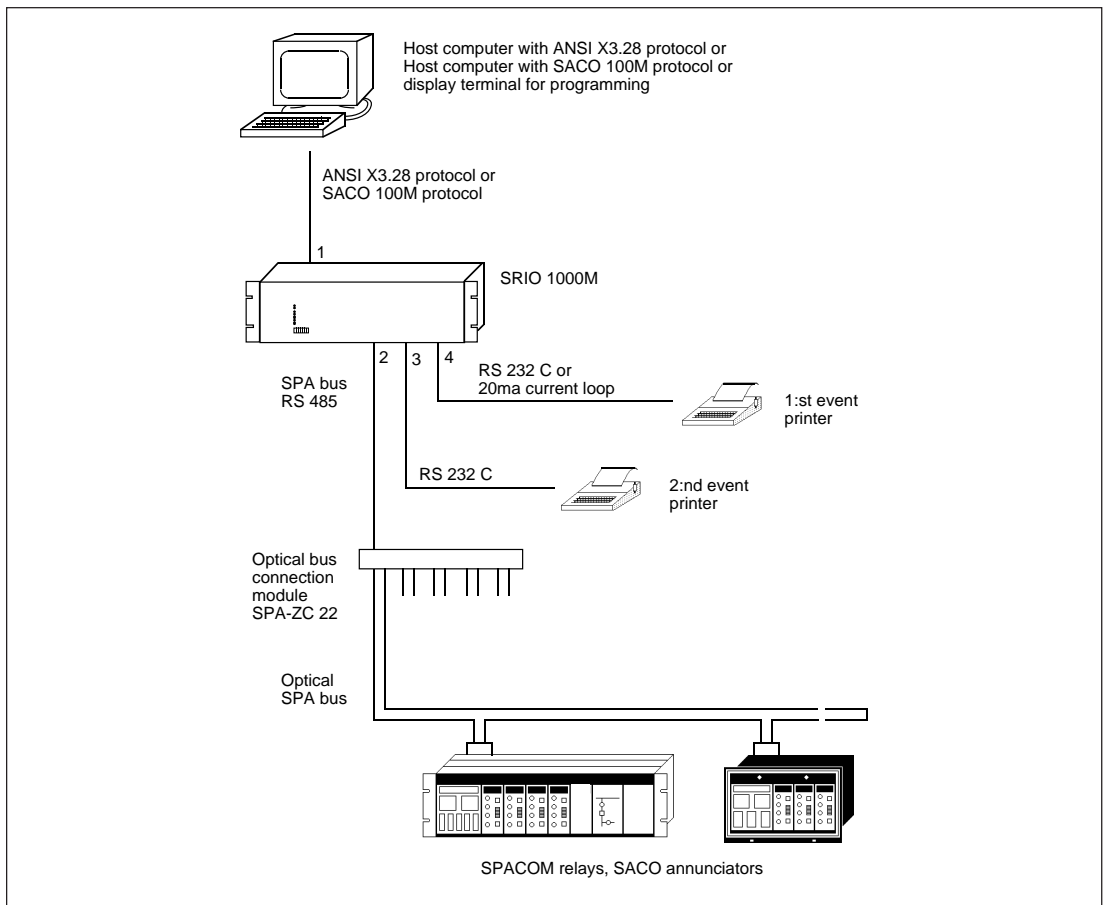 Host computer with ANSI X3.28 protocol or
Host computer with SACO 100M protocol or
display terminal for programming
ANSI X3.28 protocol or
SACO 100M protocol
1
SRIO 1000M
2
3
4
SPA bus
RS 485
RS 232 C or
20ma current loop
1:st event
printer
RS 232 C
2:nd event
printer
Optical bus
connection
module
SPA-ZC 22
Optical
SPA bus
SPACOM relays, SACO annunciators